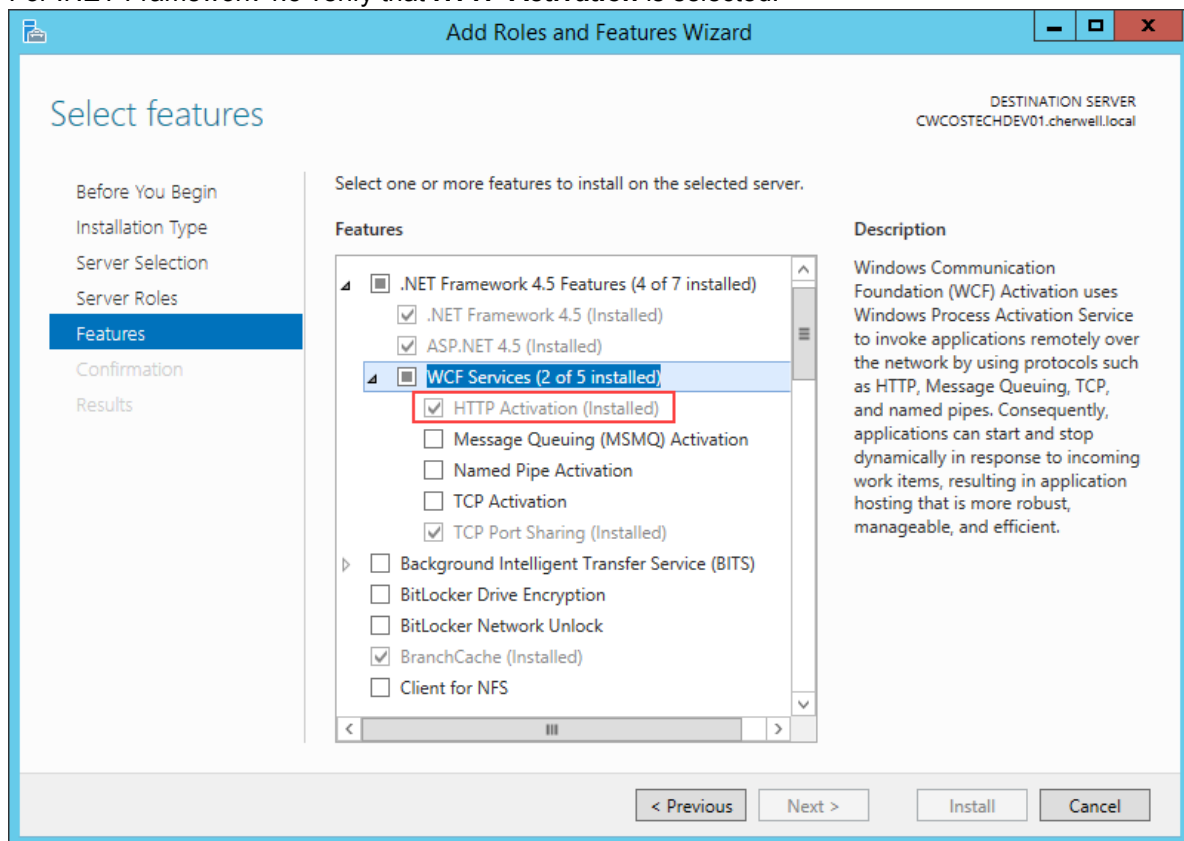 Add Roles and Features Wizard
Select features
DESTINATION SERVER
CWCOSTECHDEV01.cherwell.local
Before You Begin
Installation Type
Server Selection
Server Roles
Features
Confirmation
Results
Select one or more features to install on the selected server.
Features
.NET Framework 4.5 Features (4 of 7 installed)
.NET Framework 4.5 (Installed)
ASP.NET 4.5 (Installed)
WCF Services (2 of 5 installed)
HTTP Activation (Installed)
Message Queuing (MSMQ) Activation
Named Pipe Activation
TCP Activation
TCP Port Sharing (Installed)
Background Intelligent Transfer Service (BITS)
BitLocker Drive Encryption
BitLocker Network Unlock
BranchCache (Installed)
Client for NFS
Description
Windows Communication
Foundation (WCF) Activation uses
Windows Process Activation Service
to invoke applications remotely over
the network by using protocols such
as HTTP, Message Queuing, TCP,
and named pipes. Consequently,
applications can start and stop
dynamically in response to incoming
work items, resulting in application
hosting that is more robust,
manageable, and efficient.
< Previous
Next >
Install
Cancel